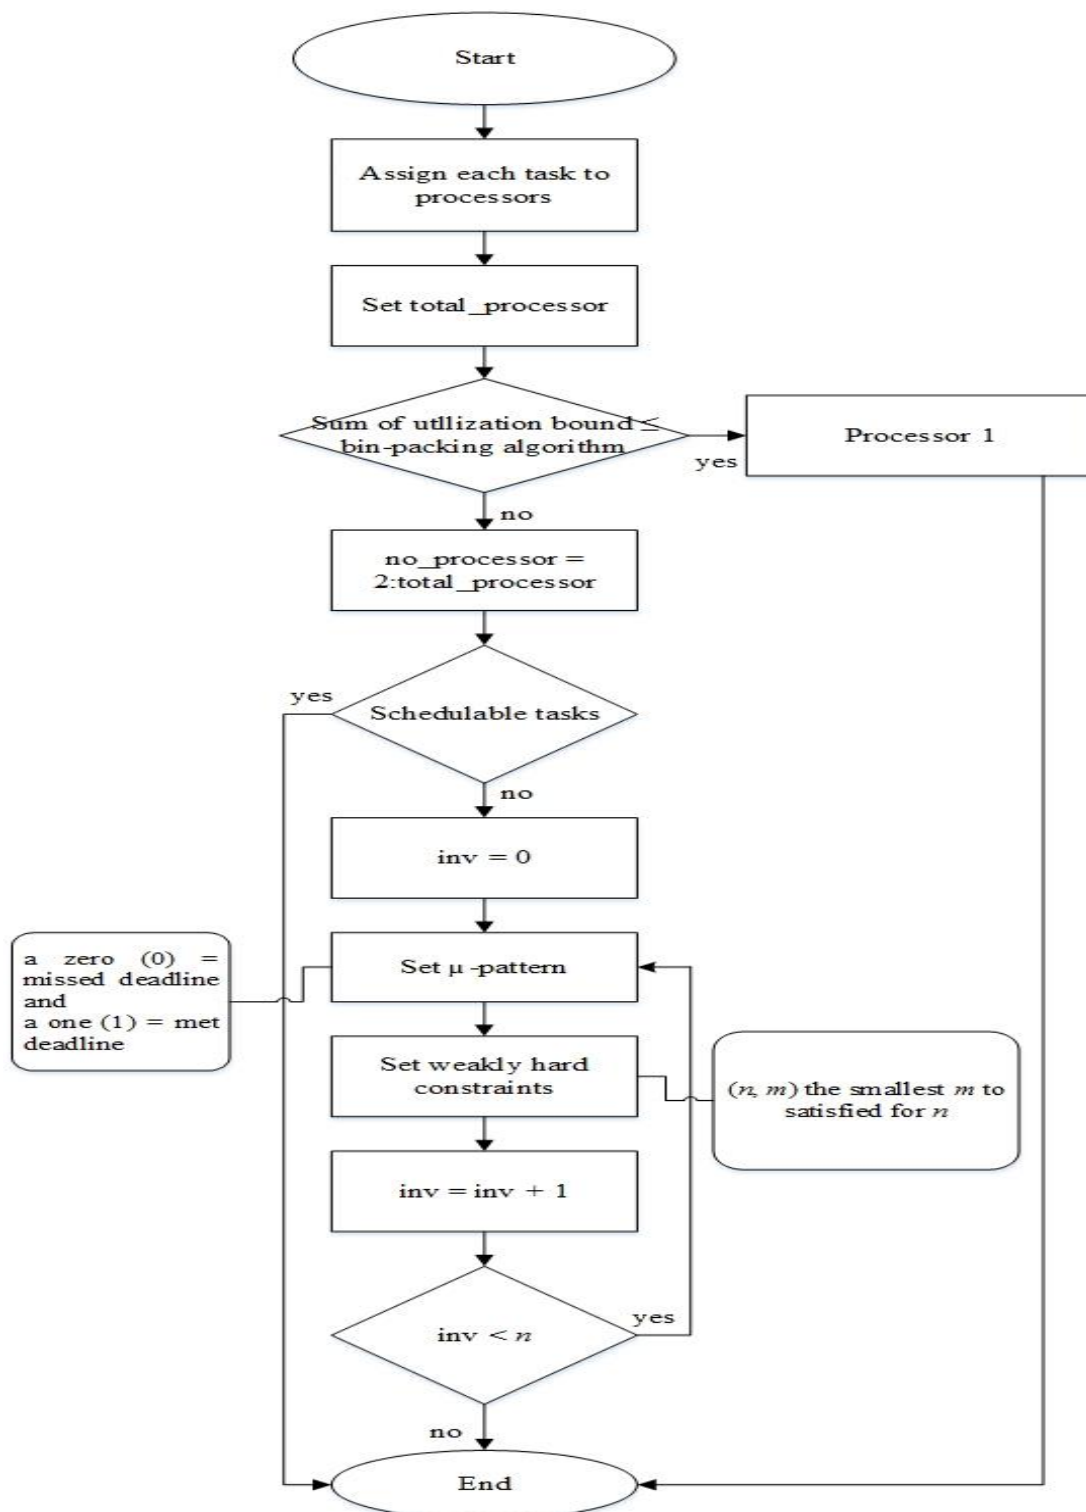 Start
Assign each task to
processors
Set total_processor
Sum of utllization bound ≤
bin-packing algorithm
yes
Processor 1
no
no_processor =
2:total_processor
yes
Schedulable tasks
no
inv = 0
a zero (0) =
missed deadline
and
a one (1) = met
deadline
Set µ -pattern
Set weakly hard
constraints
(n, m) the smallest m to
satisfied for n
inv = inv + 1
inv < n
yes
no
End